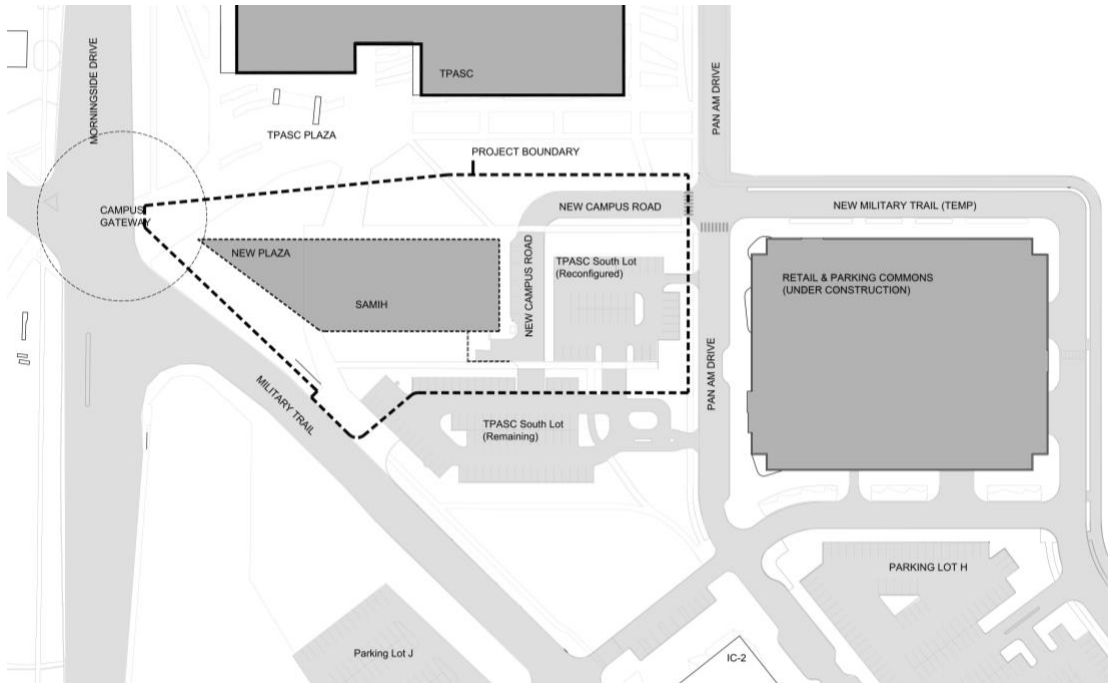 MORNINGSIDE DRIVE
TPASC
PAN AM DRIVE
TPASC PLAZA
PROJECT BOUNDARY
CAMPUS
GATEWAY
NEW CAMPUS ROAD
NEW MILITARY TRAIL (TEMP)
NEW PLAZA
NEW CAMPUS ROAD
TPASC South Lot
(Reconfigured)
RETAIL & PARKING COMMONS
(UNDER CONSTRUCTION)
SAMIH
PAN AM DRIVE
MILITARY TRAIL
TPASC South Lot
(Remaining)
PARKING LOT H
Parking Lot J
IC-2